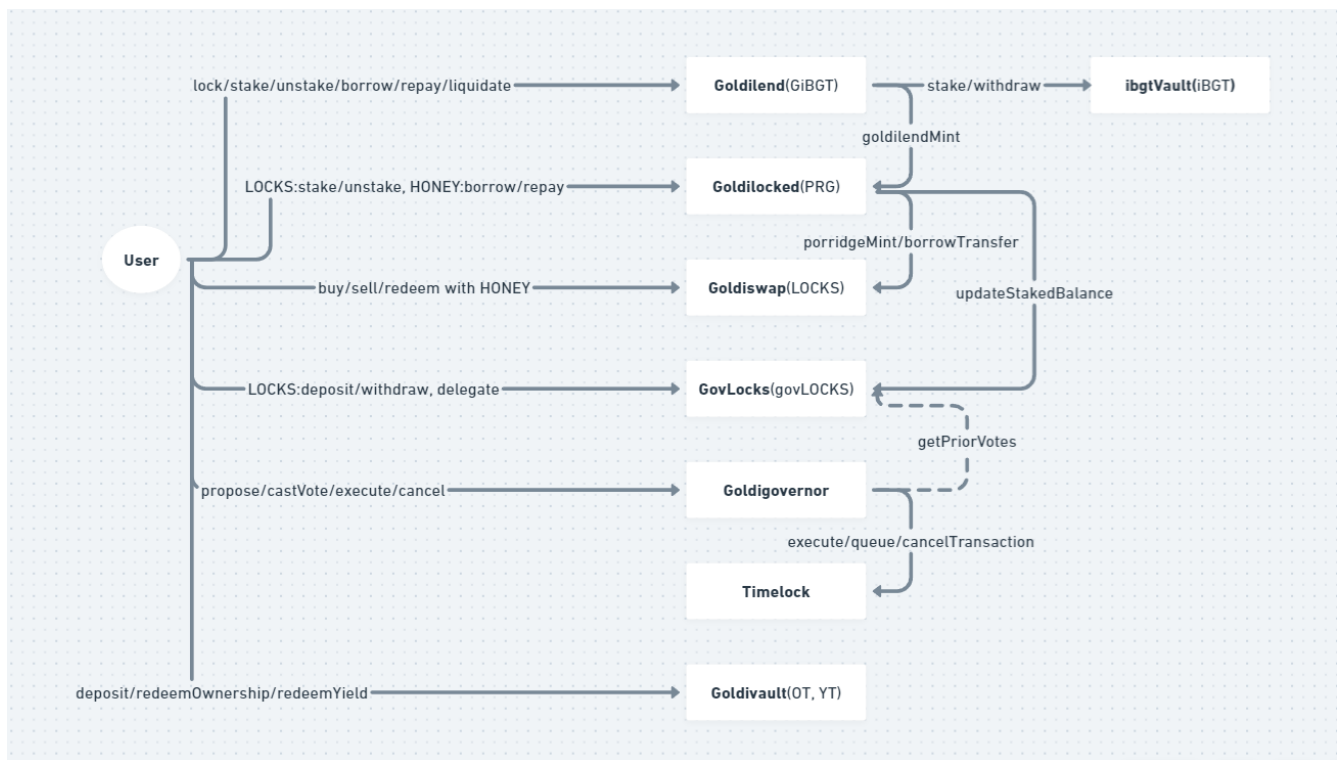 lock/stake/unstake/borrow/repay/liquidate
Goldilend(GiBGT)
stake/withdraw
ibgtVault(iBGT)
goldilendMint
LOCKS:stake/unstake, HONEY:borrow/repay
Goldilocked(PRG)
porridgeMint/borrowTransfer
User
buy/sell/redeem with HONEY
Goldiswap(LOCKS)
updateStakedBalance
LOCKS:deposit/withdraw, delegate
GovLocks(govLOCKS)
getPriorVotes
propose/castVote/execute/cancel
Goldigovernor
execute/queue/cancelTransaction
Timelock
deposit/redeemOwnership/redeemYield
Goldivault(OT, YT)